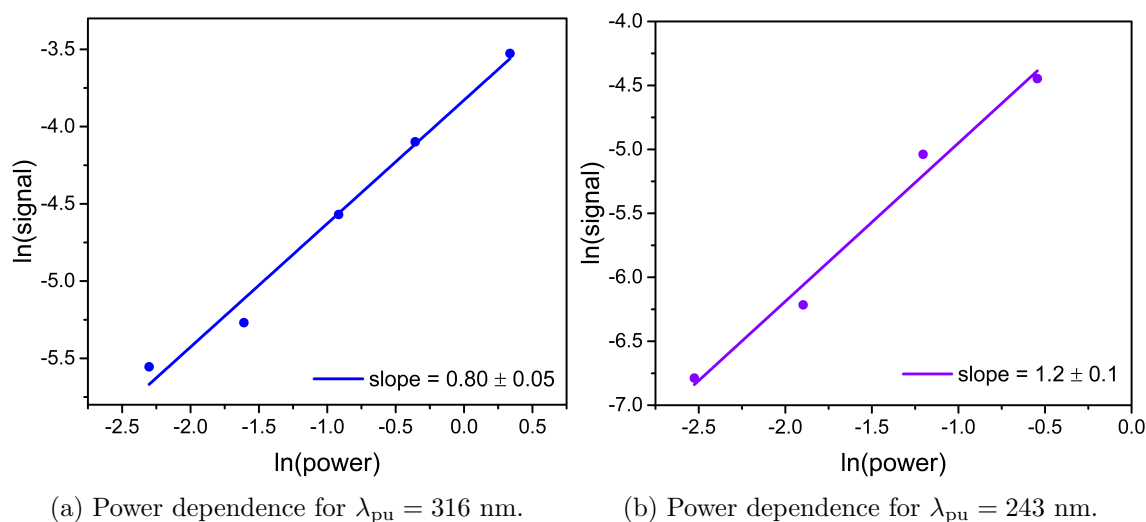 -3.5
-4.0
-4.5
-5.0
-5.5
ln(signal)
slope = 0.80 ± 0.05
-2.5 -2.0 -1.5 -1.0 -0.5 0.0 0.5
ln(power)
(a) Power dependence for λpu = 316 nm.
-4.0
-4.5
-5.0
-5.5
-6.0
-6.5
-7.0
ln(signal)
slope = 1.2 ± 0.1
-2.5 -2.0 -1.5 -1.0 -0.5 0.0
ln(power)
(b) Power dependence for λpu = 243 nm.